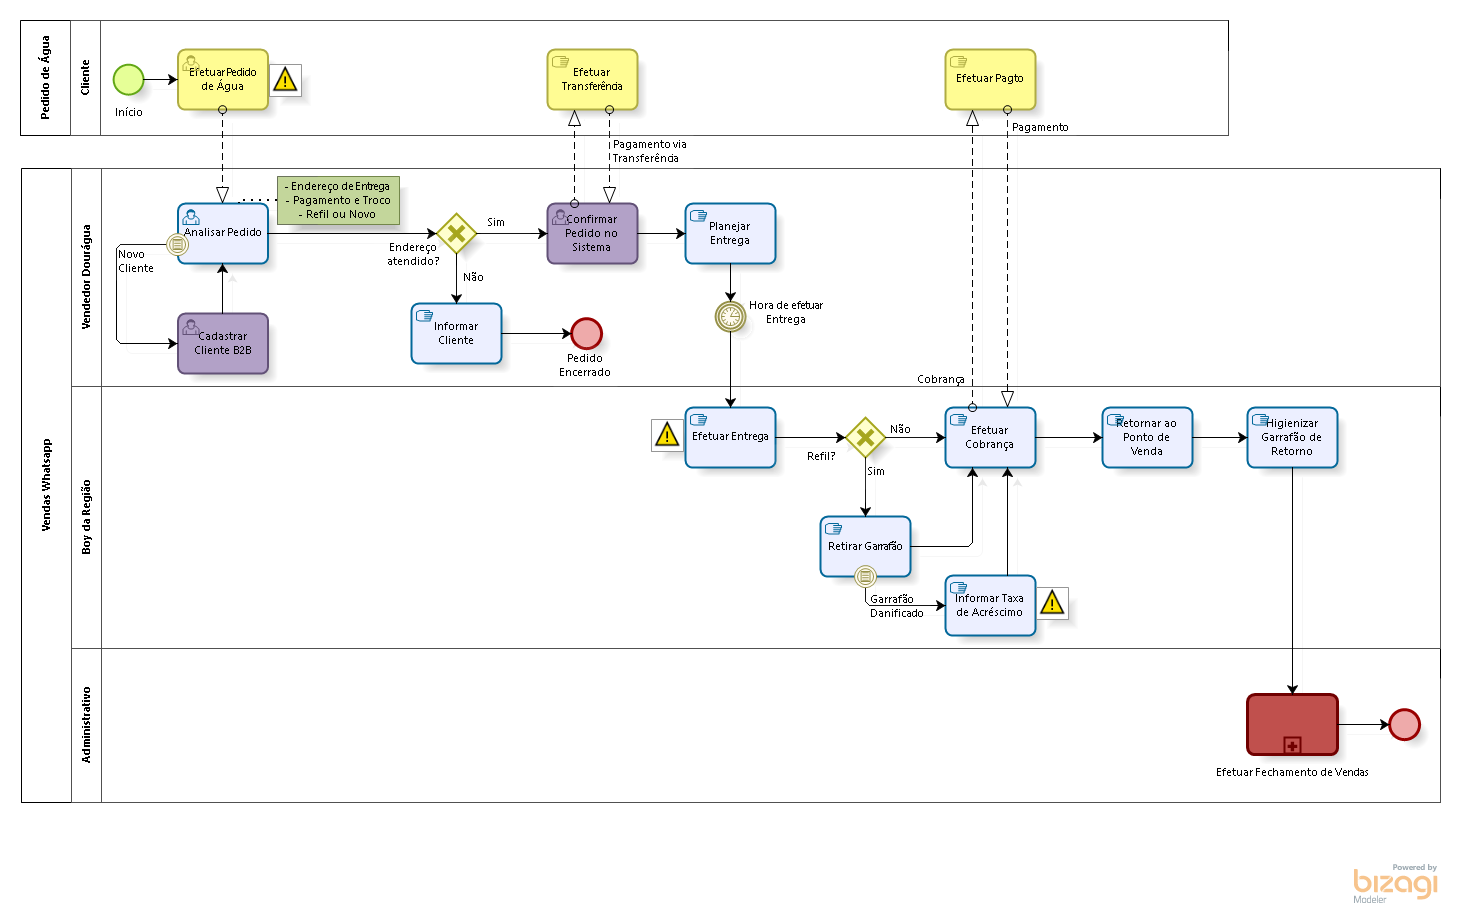 Pedido de Água
Cliente
Início
Efetuar Pedido
de Água
Efetuar
Transferência
Efetuar Pagto
Pagamento via
Transferência
Pagamento
Vendas Whatsapp
Vendedor Dourágua
- Endereço de Entrega
- Pagamento e Troco
- Refil ou Novo
Analisar Pedido
Novo
Cliente
Cadastrar
Cliente B2B
Endereço
atendido?
Sim
Não
Informar
Cliente
Pedido
Encerrado
Confirmar
Pedido no
Sistema
Planejar
Entrega
Hora de efetuar
Entrega
Cobrança
Boy da Região
Efetuar Entrega
Refil?
Não
Sim
Efetuar
Cobrança
Retornar ao
Ponto de
Venda
Higienizar
Garrafão de
Retorno
Retirar Garrafão
Garrafão
Danificado
Informar Taxa
de Acréscimo
Administrativo
Efetuar Fechamento de Vendas
Powered by
bizagi
Modeler